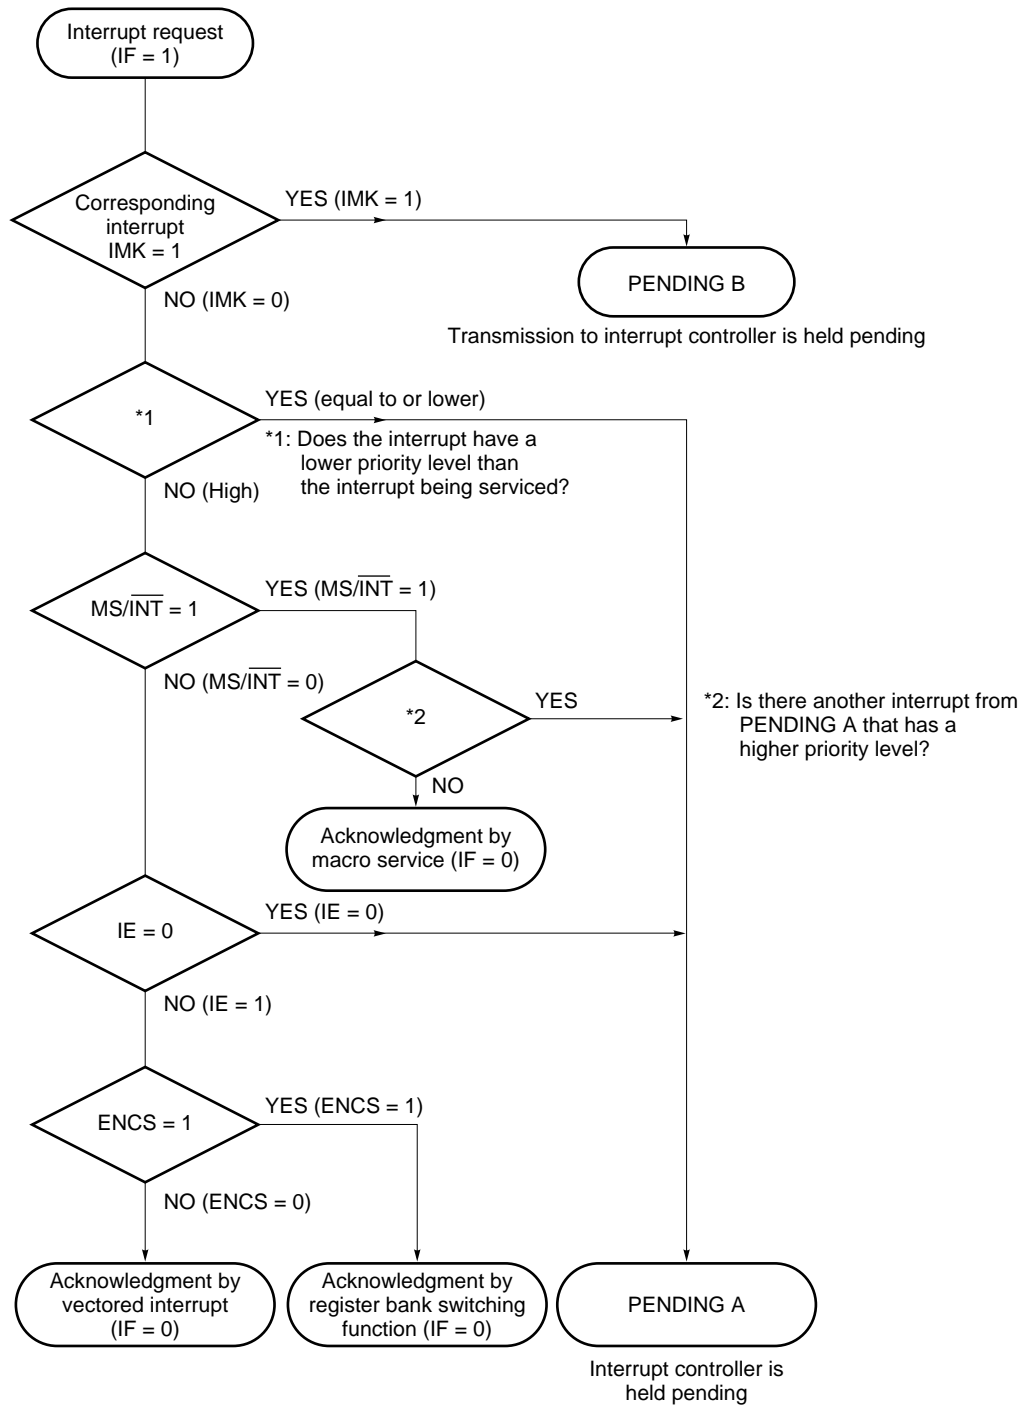 Interrupt request
(IF = 1)
Corresponding
interrupt
IMK = 1
YES (IMK = 1)
PENDING B
NO (IMK = 0)
Transmission to interrupt controller is held pending
*1
YES (equal to or lower)
*1: Does the interrupt have a
lower priority level than
the interrupt being serviced?
NO (High)
MS/I̅N̅T̅ = 1
YES (MS/I̅N̅T̅ = 1)
NO (MS/I̅N̅T̅ = 0)
*2
YES
*2: Is there another interrupt from
PENDING A that has a
higher priority level?
NO
Acknowledgment by
macro service (IF = 0)
IE = 0
YES (IE = 0)
NO (IE = 1)
ENCS = 1
YES (ENCS = 1)
NO (ENCS = 0)
Acknowledgment by
vectored interrupt
(IF = 0)
Acknowledgment by
register bank switching
function (IF = 0)
PENDING A
Interrupt controller is
held pending